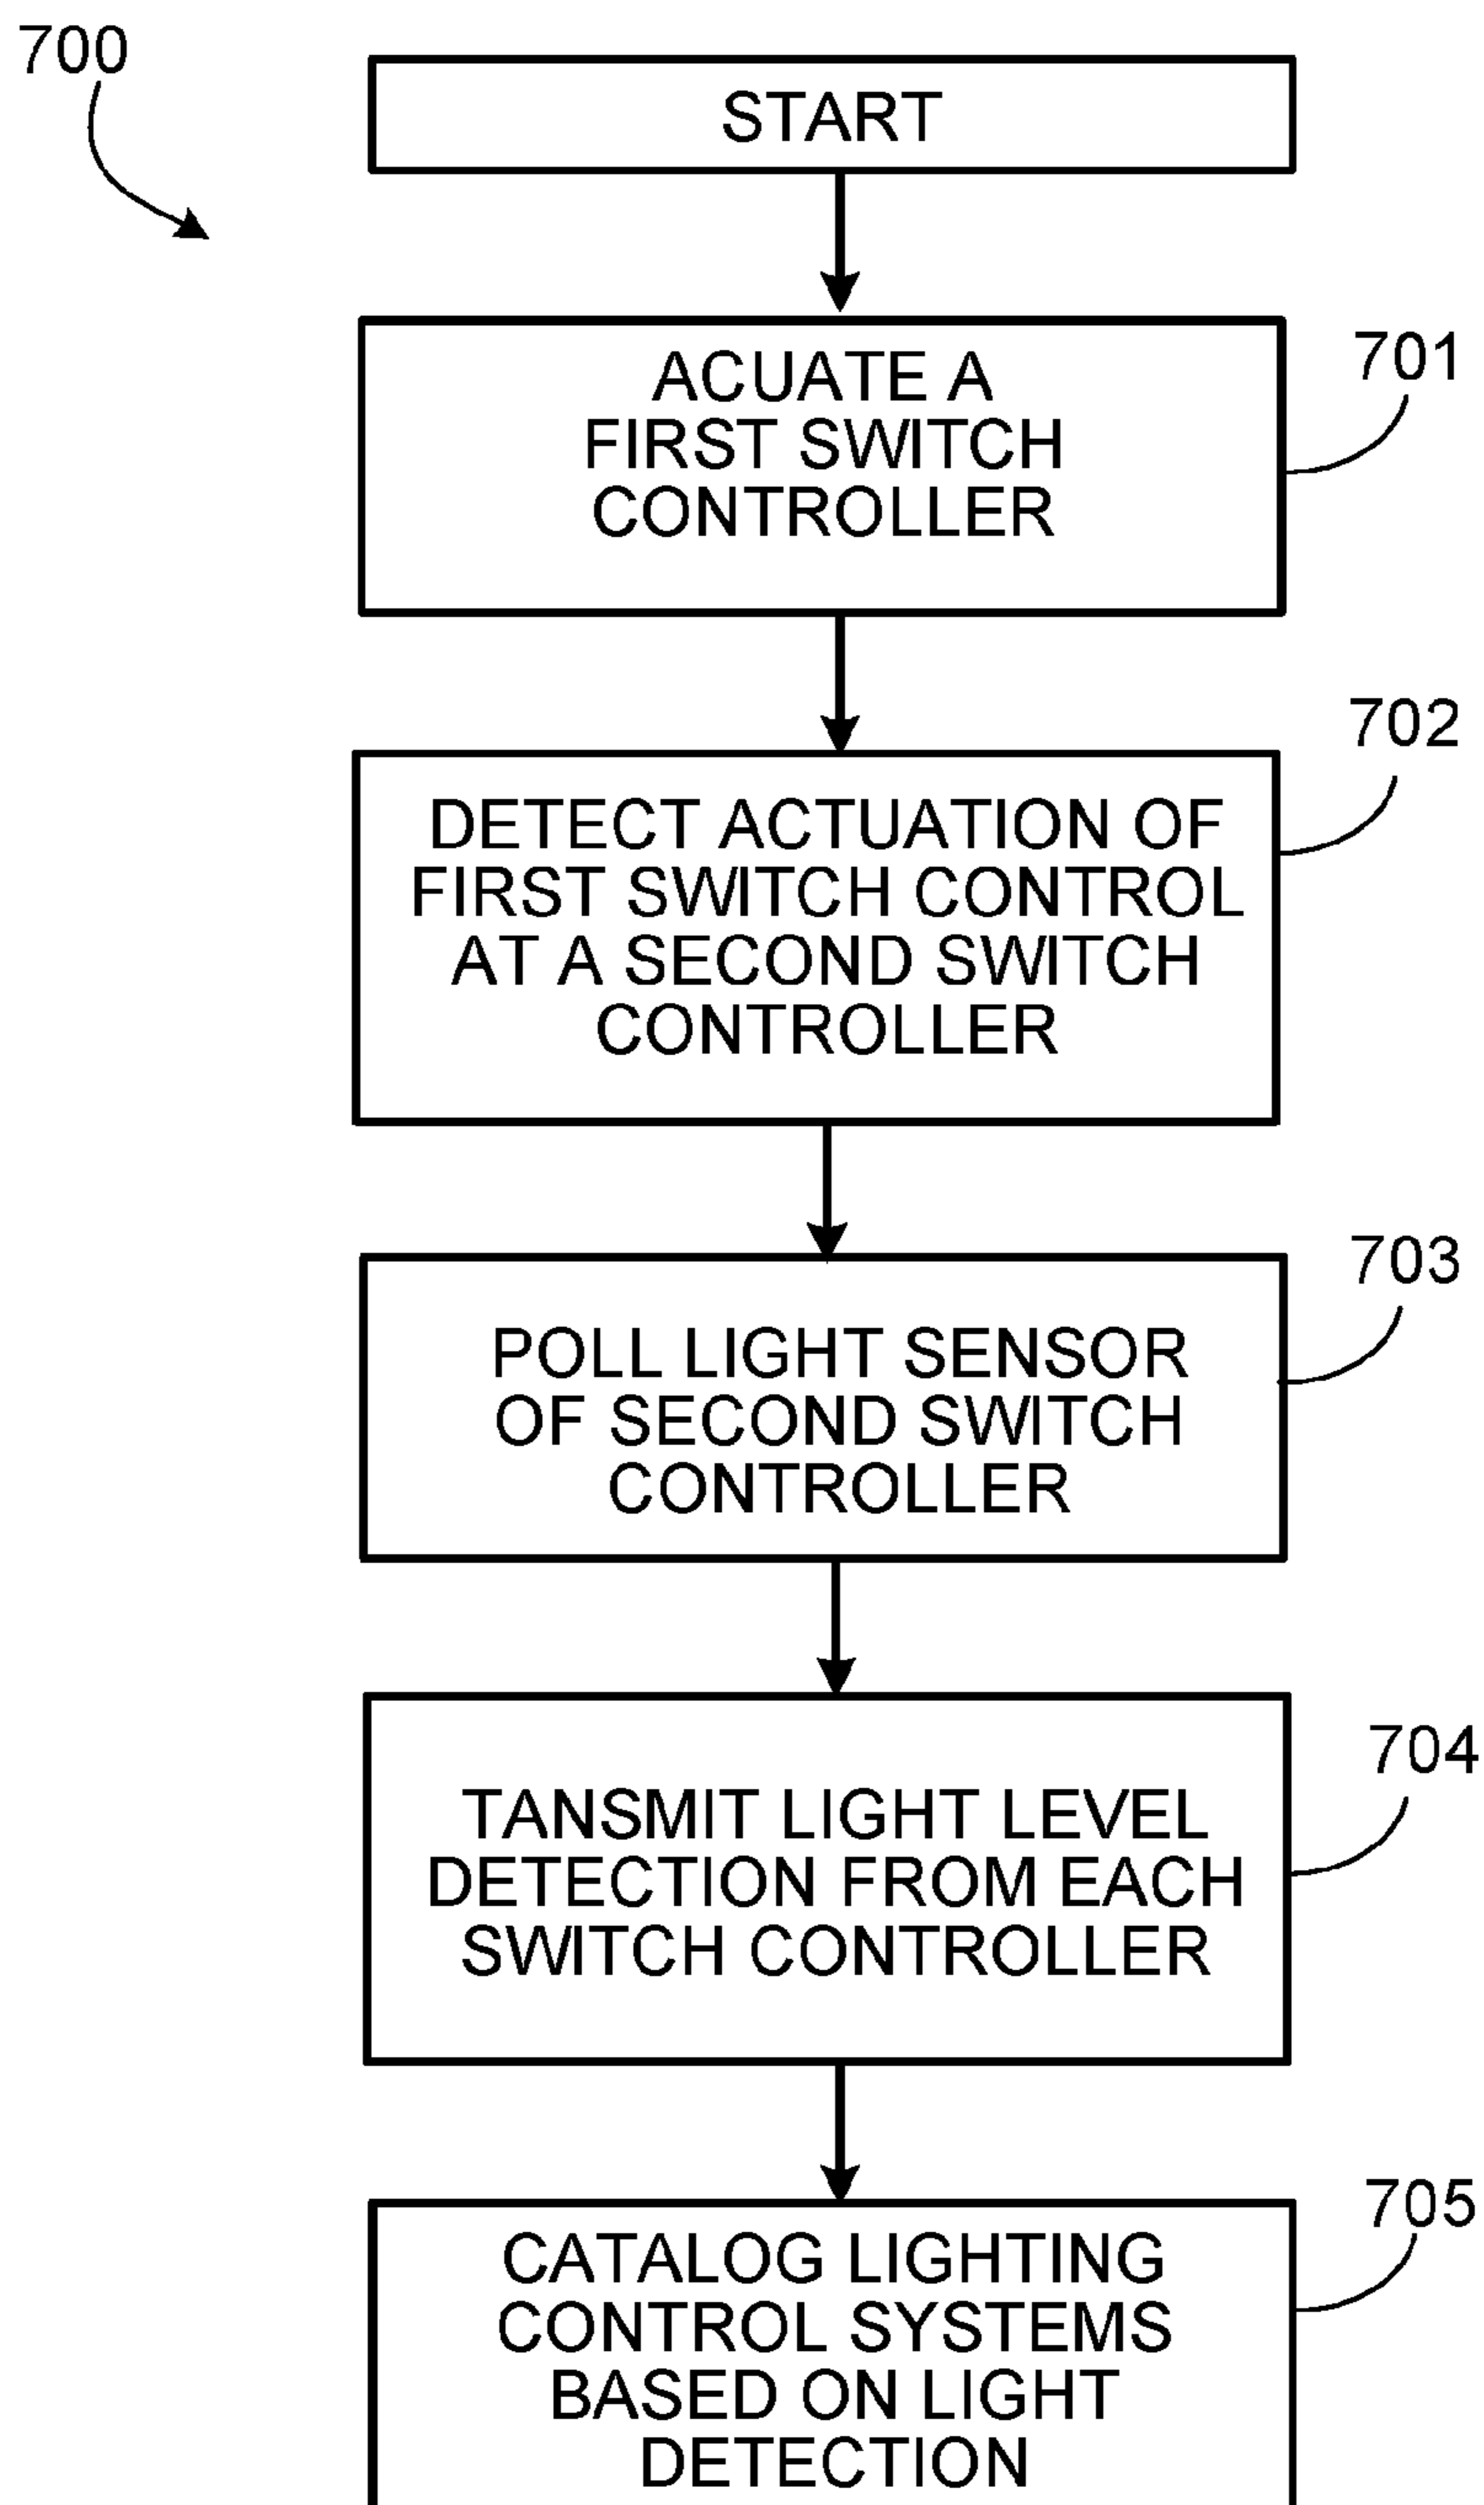 700
START
ACUATE A
FIRST SWITCH
CONTROLLER
701
DETECT ACTUATION OF
FIRST SWITCH CONTROL
AT A SECOND SWITCH
CONTROLLER
702
POLL LIGHT SENSOR
OF SECOND SWITCH
CONTROLLER
703
TANSMIT LIGHT LEVEL
DETECTION FROM EACH
SWITCH CONTROLLER
704
CATALOG LIGHTING
CONTROL SYSTEMS
BASED ON LIGHT
DETECTION
705